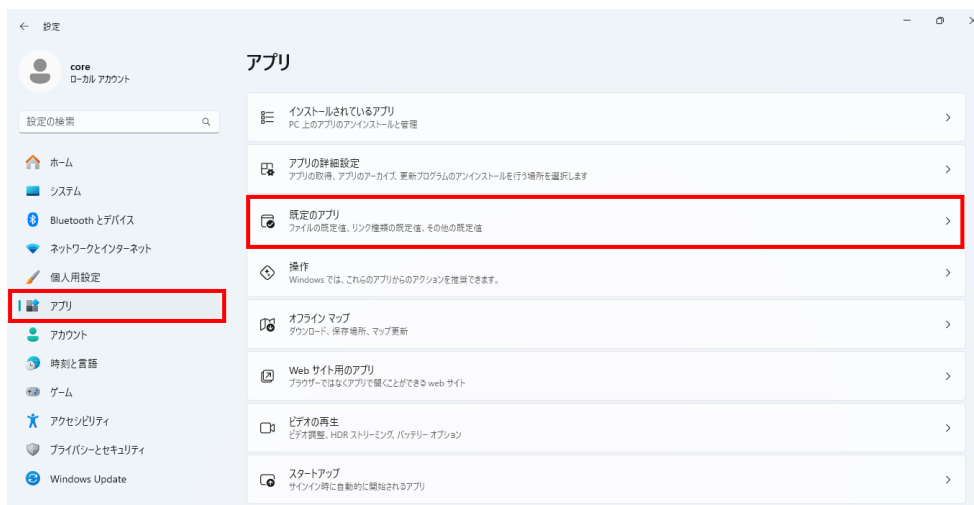 設定
core
ローカル アカウント
設定の検索
ホーム
システム
Bluetooth とデバイス
ネットワークとインターネット
個人用設定
アプリ
アカウント
時刻と言語
ゲーム
アクセシビリティ
プライバシーとセキュリティ
Windows Update
アプリ
インストールされているアプリ
PC 上のアプリのアンインストールと管理
アプリの詳細設定
アプリの取得、アプリのアーカイブ、更新プログラムのアンインストールを行う場所を選択します
既定のアプリ
ファイルの既定値、リンク種類の既定値、その他の既定値
操作
Windows では、これらのアプリからのアクションを推奨できます。
オフライン マップ
ダウンロード、保存場所、マップ更新
Web サイト用のアプリ
ブラウザーではなくアプリで開くことができる web サイト
ビデオの再生
ビデオ調整、HDR ストリーミング、バッテリー オプション
スタートアップ
サインイン時に自動的に開始されるアプリ